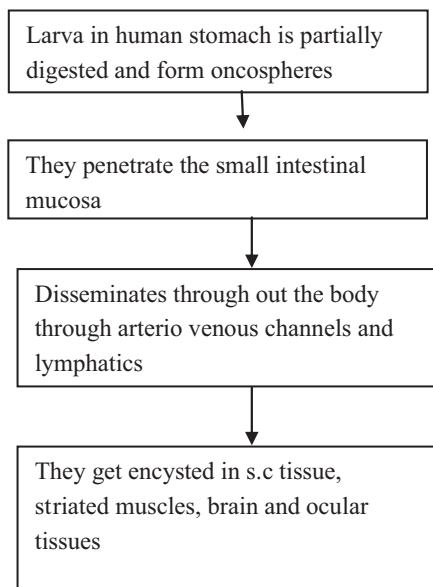 Larva in human stomach is partially
digested and form oncospheres
They penetrate the small intestinal
mucosa
Disseminates through out the body
through arterio venous channels and
lymphatics
They get encysted in s.c tissue,
striated muscles, brain and ocular
tissues